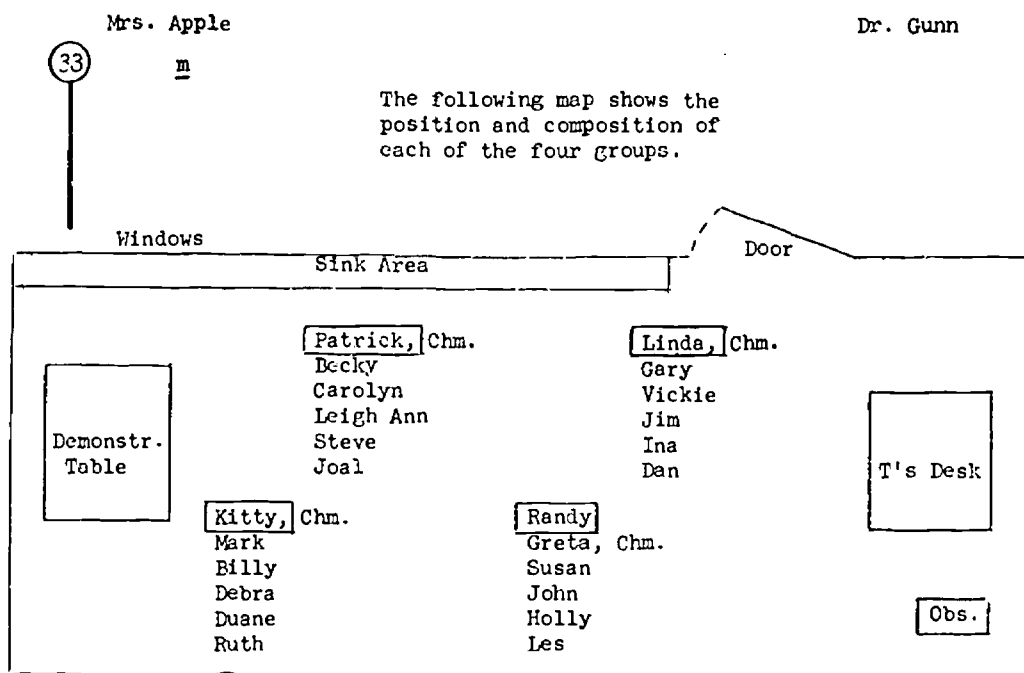 Mrs. Apple
Dr. Gunn
33
m
The following map shows the
position and composition of
each of the four groups.
Windows
Door
Sink Area
Patrick, Chm.
Becky
Carolyn
Leigh Ann
Steve
Joal
Linda, Chm.
Gary
Vickie
Jim
Ina
Dan
Demonstr.
Table
T's Desk
Kitty, Chm.
Mark
Billy
Debra
Duane
Ruth
Randy
Greta, Chm.
Susan
John
Holly
Les
Obs.